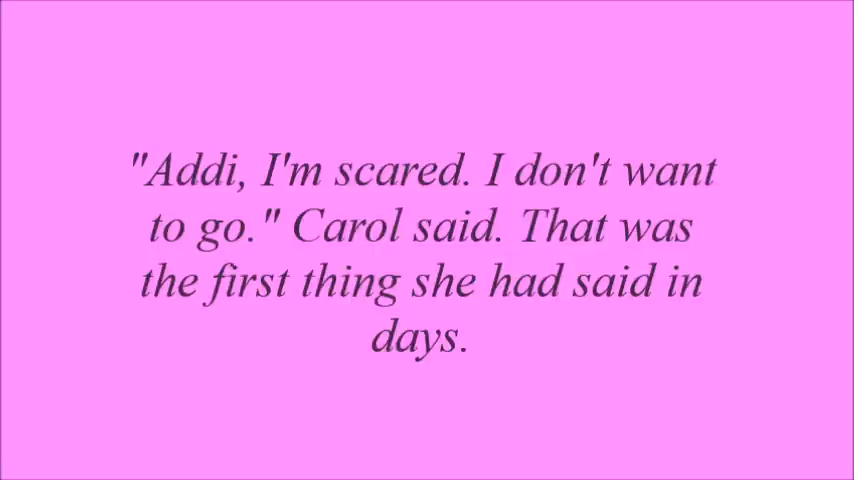 "Addi, I'm scared. I don't want
to go." Carol said. That was
the first thing she had said in
days.